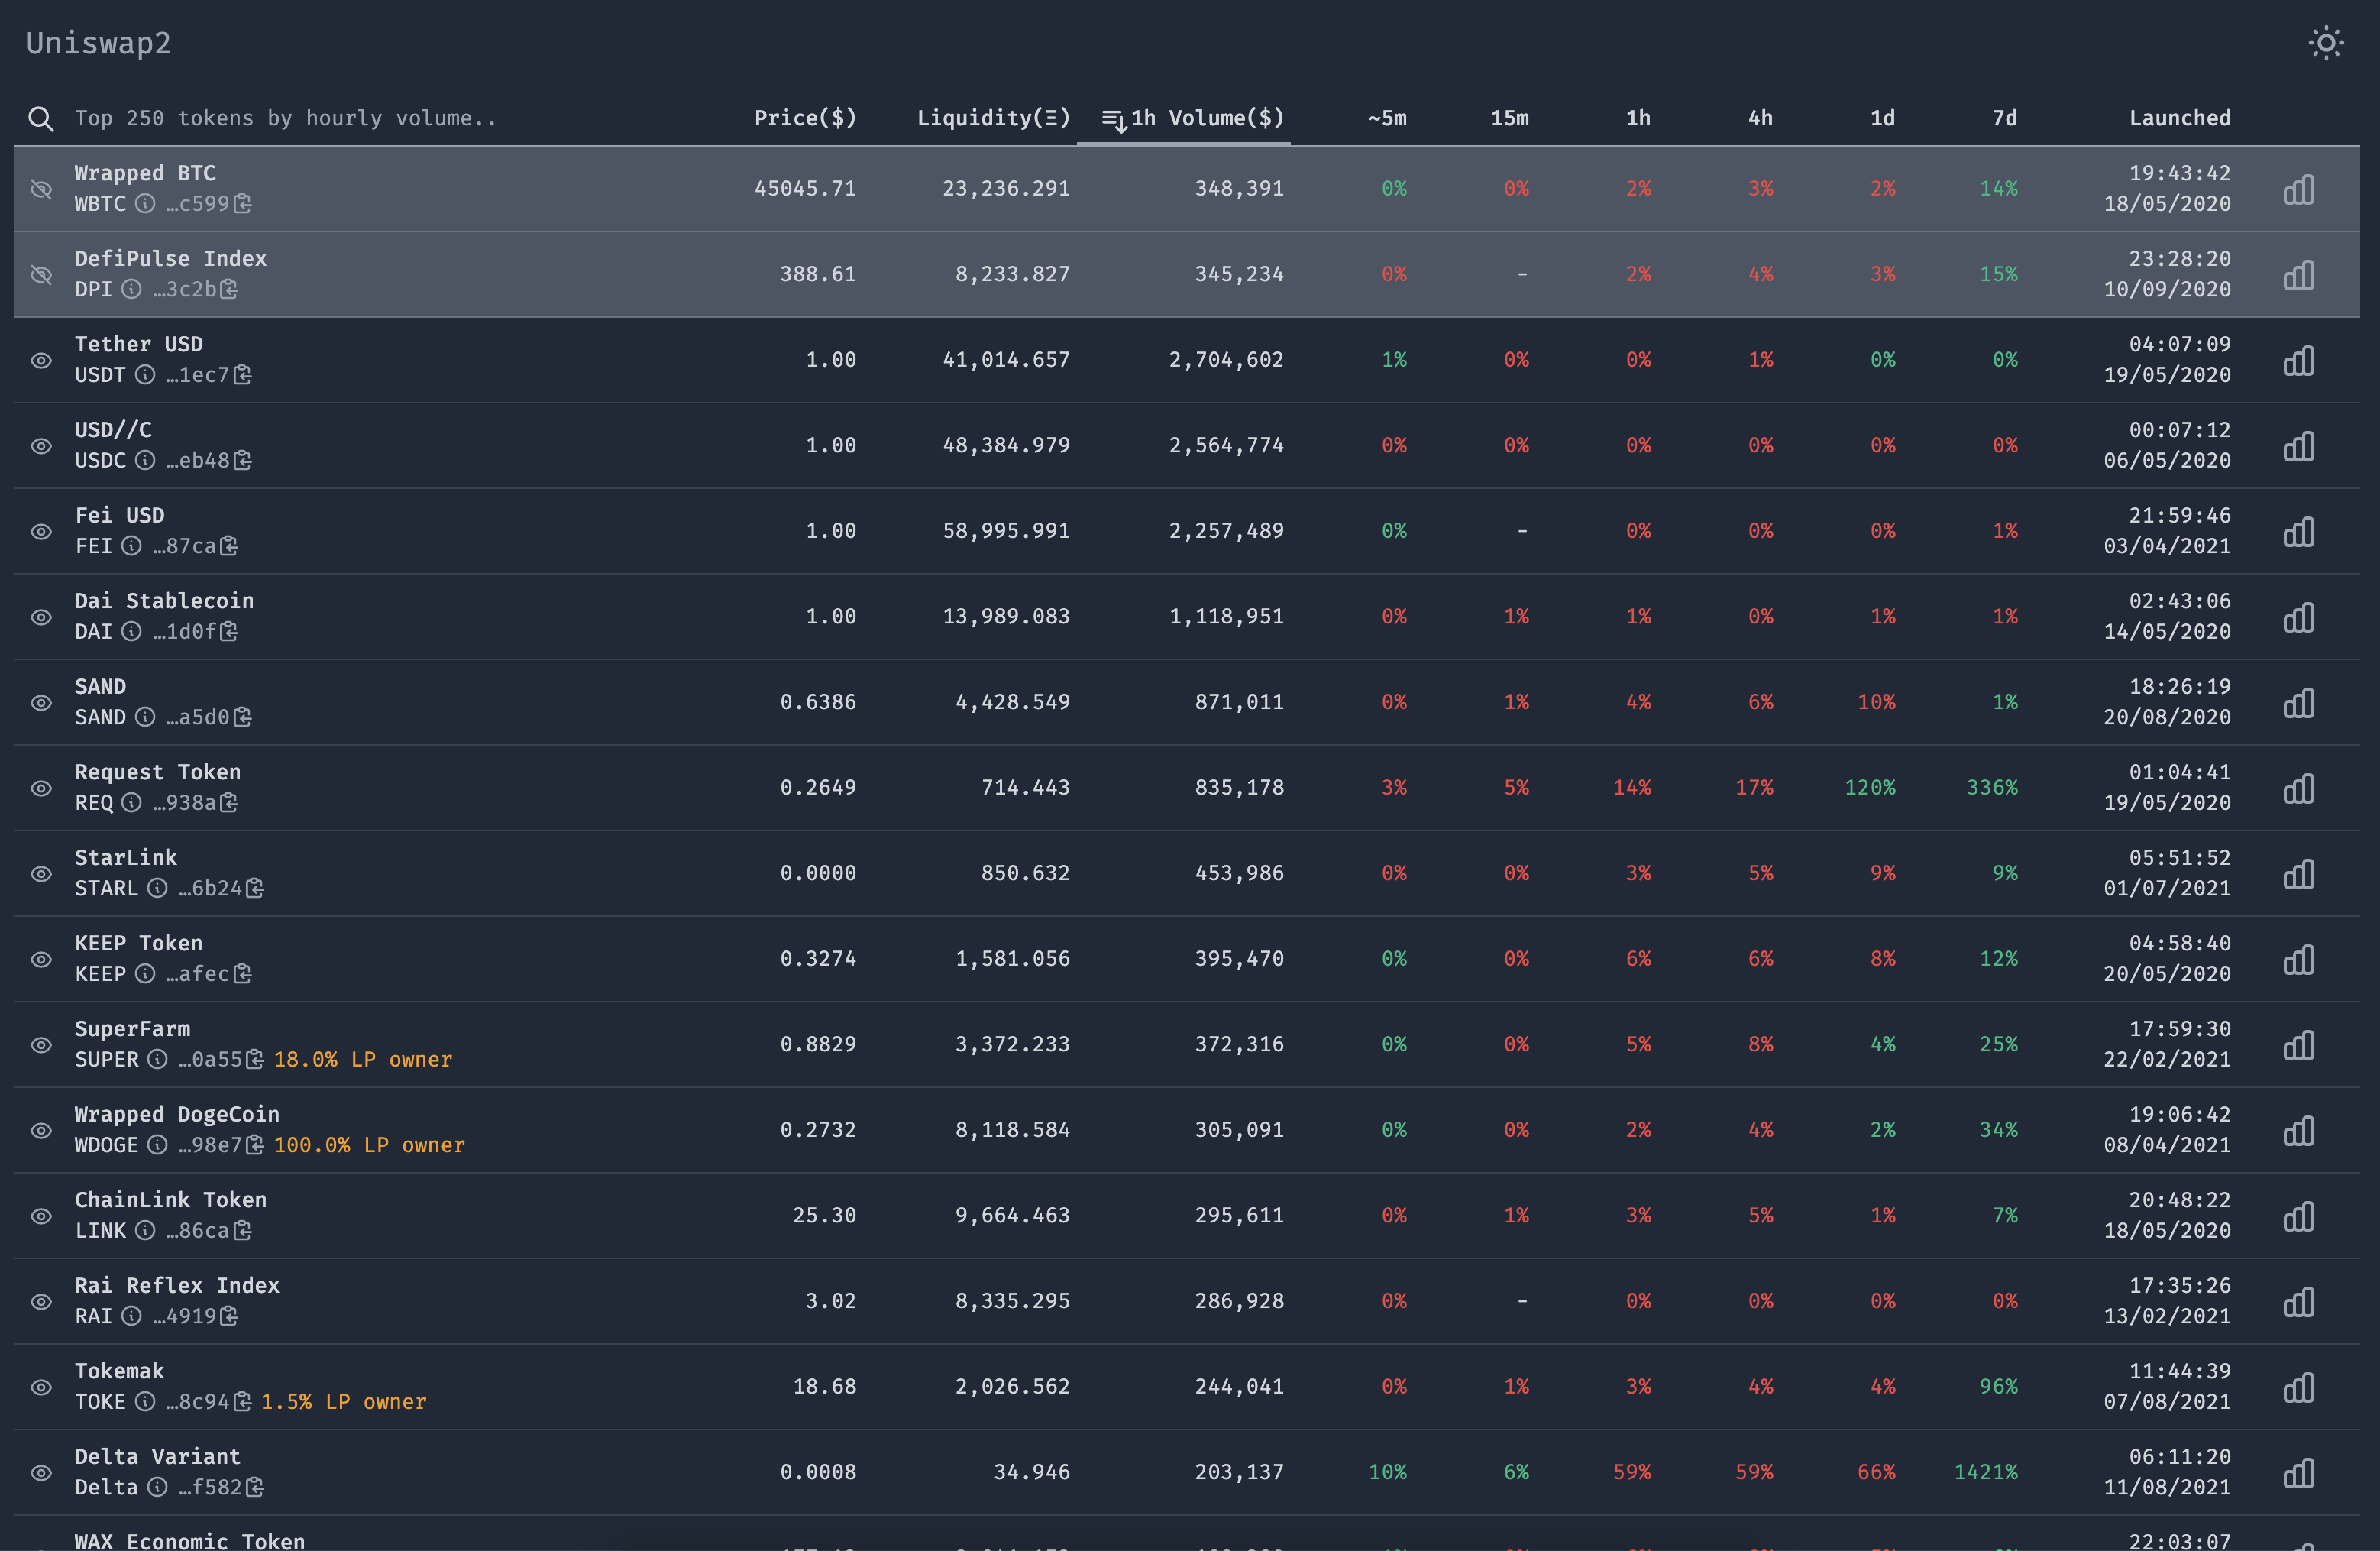 Uniswap2
Top 250 tokens by hourly volume.. Price($) Liquidity(Ξ) 1h Volume($) ~5m 15m 1h 4h 1d 7d Launched
Wrapped BTC 19:43:42
45045.71 23,236.291 348,391 0% 0% 2% 3% 2% 14%
WBTC …c599 18/05/2020
DefiPulse Index 23:28:20
388.61 8,233.827 345,234 0% - 2% 4% 3% 15%
DPI …3c2b 10/09/2020
Tether USD 04:07:09
1.00 41,014.657 2,704,602 1% 0% 0% 1% 0% 0%
USDT …1ec7 19/05/2020
USD//C 00:07:12
1.00 48,384.979 2,564,774 0% 0% 0% 0% 0% 0%
USDC …eb48 06/05/2020
Fei USD 21:59:46
1.00 58,995.991 2,257,489 0% - 0% 0% 0% 1%
FEI …87ca 03/04/2021
Dai Stablecoin 02:43:06
1.00 13,989.083 1,118,951 0% 1% 1% 0% 1% 1%
DAI …1d0f 14/05/2020
SAND 18:26:19
0.6386 4,428.549 871,011 0% 1% 4% 6% 10% 1%
SAND …a5d0 20/08/2020
Request Token 01:04:41
0.2649 714.443 835,178 3% 5% 14% 17% 120% 336%
REQ …938a 19/05/2020
StarLink 05:51:52
0.0000 850.632 453,986 0% 0% 3% 5% 9% 9%
STARL …6b24 01/07/2021
KEEP Token 04:58:40
0.3274 1,581.056 395,470 0% 0% 6% 6% 8% 12%
KEEP …afec 20/05/2020
SuperFarm 17:59:30
0.8829 3,372.233 372,316 0% 0% 5% 8% 4% 25%
SUPER …0a55 18.0% LP owner 22/02/2021
Wrapped DogeCoin 19:06:42
0.2732 8,118.584 305,091 0% 0% 2% 4% 2% 34%
WDOGE …98e7 100.0% LP owner 08/04/2021
ChainLink Token 20:48:22
25.30 9,664.463 295,611 0% 1% 3% 5% 1% 7%
LINK …86ca 18/05/2020
Rai Reflex Index 17:35:26
3.02 8,335.295 286,928 0% - 0% 0% 0% 0%
RAI …4919 13/02/2021
Tokemak 11:44:39
18.68 2,026.562 244,041 0% 1% 3% 4% 4% 96%
TOKE …8c94 1.5% LP owner 07/08/2021
Delta Variant 06:11:20
0.0008 34.946 203,137 10% 6% 59% 59% 66% 1421%
Delta …f582 11/08/2021
WAX Economic Token 22:03:07